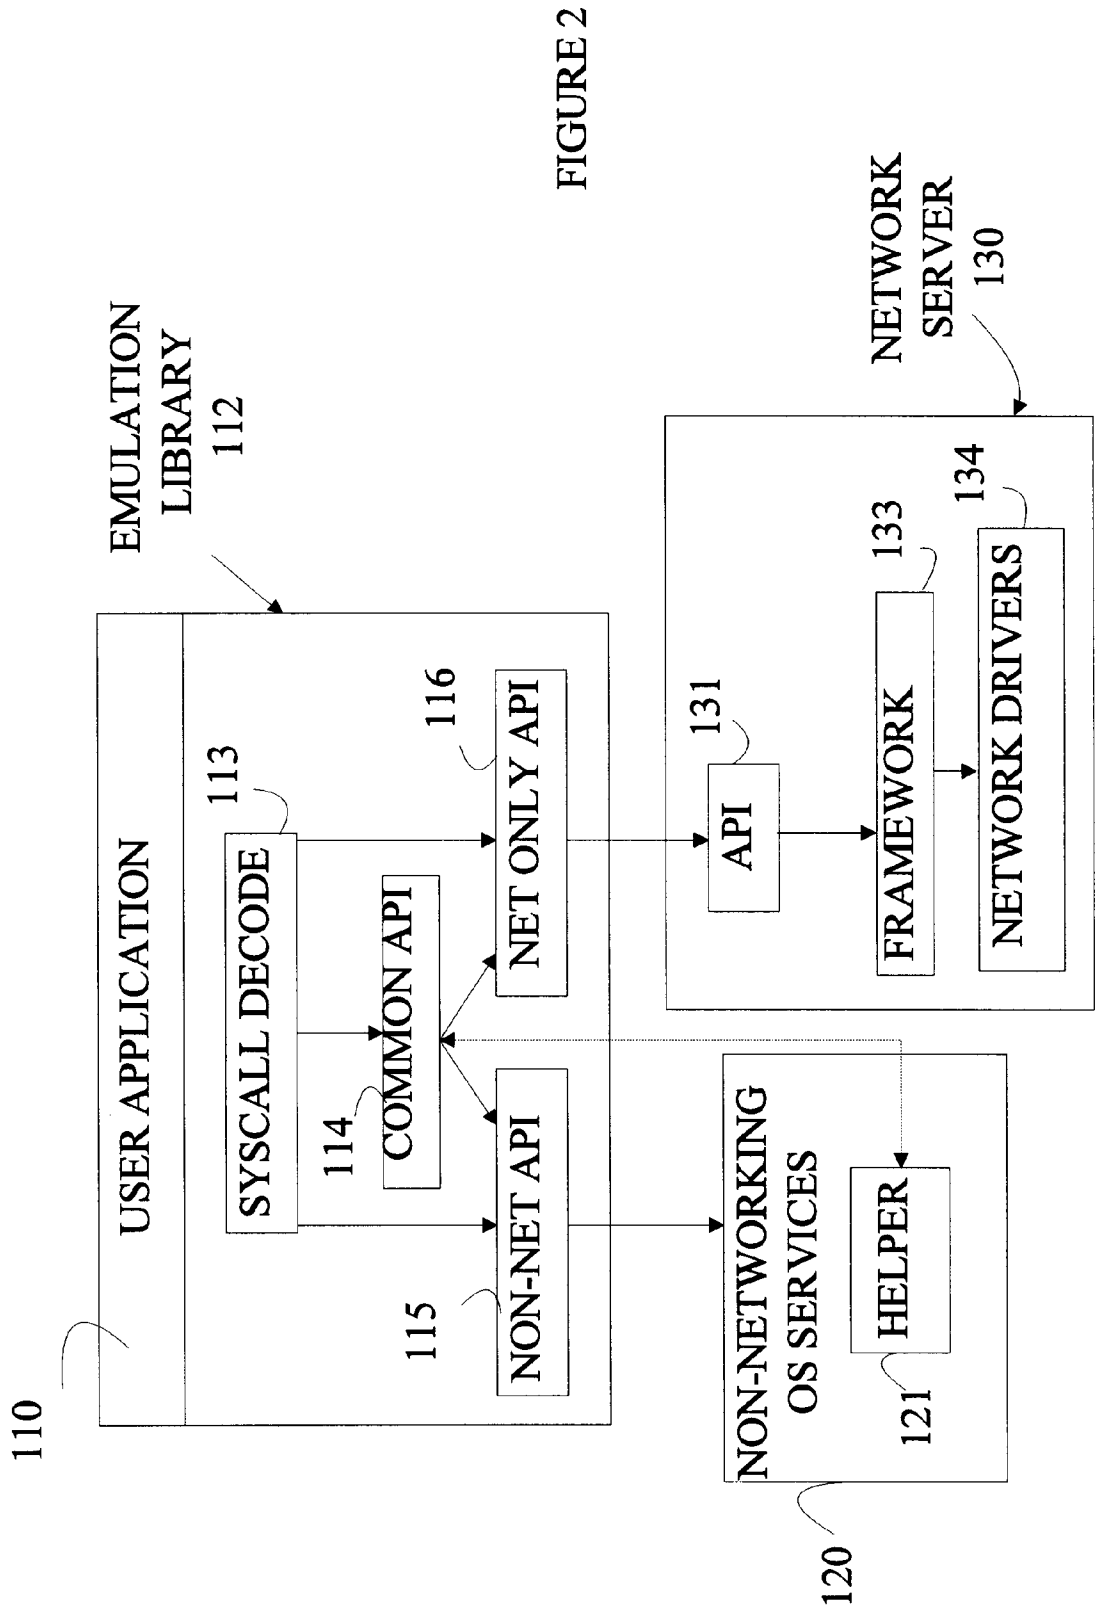 110
USER APPLICATION
EMULATION
LIBRARY
112
SYSCALL DECODE
113
114
COMMON API
115
NON-NET API
116
NET ONLY API
NON-NETWORKING
OS SERVICES
HELPER
121
120
131
API
133
FRAMEWORK
134
NETWORK DRIVERS
NETWORK
SERVER
130
FIGURE 2